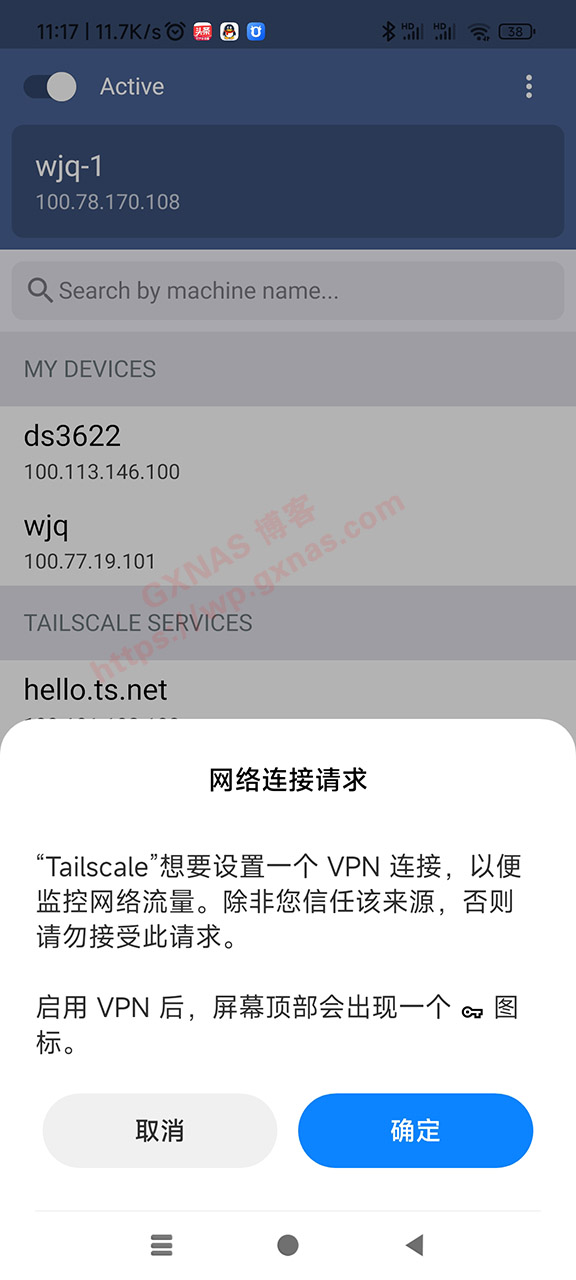 11:17 | 11.7K/s 头条 HD HD 38
Active
wjq-1
100.78.170.108
Search by machine name...
MY DEVICES
ds3622
100.113.146.100
wjq
100.77.19.101
GXNAS 博客
https://wp.gxnas.com
TAILSCALE SERVICES
hello.ts.net
网络连接请求
“Tailscale”想要设置一个 VPN 连接，以便
监控网络流量。除非您信任该来源，否则
请勿接受此请求。
启用 VPN 后，屏幕顶部会出现一个 图
标。
取消 确定